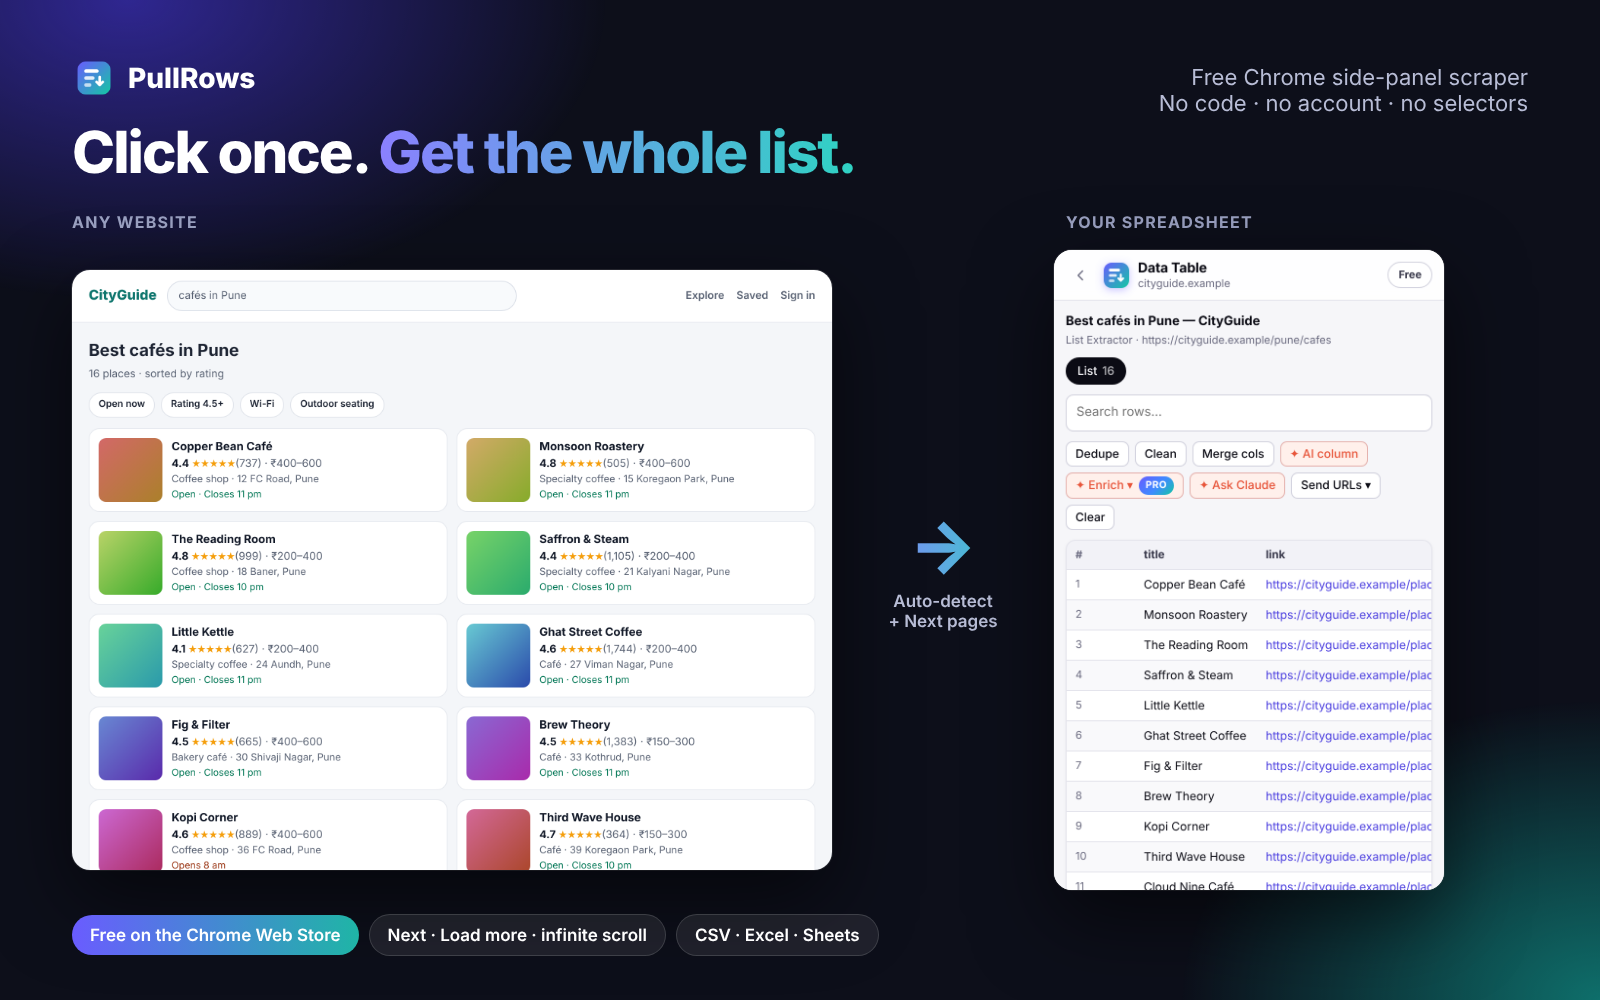 PullRows
Free Chrome side-panel scraper
No code · no account · no selectors
Click once. Get the whole list.
ANY WEBSITE
CityGuide
cafés in Pune
Explore Saved Sign in
Best cafés in Pune
16 places · sorted by rating
Open now Rating 4.5+ Wi-Fi Outdoor seating
Copper Bean Café
4.4 ★★★★★(737) · ₹400–600
Coffee shop · 12 FC Road, Pune
Open · Closes 11 pm
Monsoon Roastery
4.8 ★★★★★(505) · ₹400–600
Specialty coffee · 15 Koregaon Park, Pune
Open · Closes 11 pm
The Reading Room
4.8 ★★★★★(999) · ₹200–400
Coffee shop · 18 Baner, Pune
Open · Closes 10 pm
Saffron & Steam
4.4 ★★★★★(1,105) · ₹200–400
Specialty coffee · 21 Kalyani Nagar, Pune
Open · Closes 10 pm
Little Kettle
4.1 ★★★★★(627) · ₹200–400
Specialty coffee · 24 Aundh, Pune
Open · Closes 11 pm
Ghat Street Coffee
4.6 ★★★★★(1,744) · ₹200–400
Café · 27 Viman Nagar, Pune
Open · Closes 11 pm
Fig & Filter
4.5 ★★★★★(665) · ₹400–600
Bakery café · 30 Shivaji Nagar, Pune
Open · Closes 11 pm
Brew Theory
4.5 ★★★★★(1,383) · ₹150–300
Café · 33 Kothrud, Pune
Open · Closes 11 pm
Kopi Corner
4.6 ★★★★★(889) · ₹400–600
Coffee shop · 36 FC Road, Pune
Opens 8 am
Third Wave House
4.7 ★★★★★(364) · ₹150–300
Café · 39 Koregaon Park, Pune
Open · Closes 10 pm
Auto-detect
+ Next pages
YOUR SPREADSHEET
Data Table
cityguide.example
Free
Best cafés in Pune — CityGuide
List Extractor · https://cityguide.example/pune/cafes
List 16
Search rows...
Dedupe Clean Merge cols ✦ AI column
✦ Enrich ▾ PRO ✦ Ask Claude Send URLs ▾
Clear
# title link
1 Copper Bean Café https://cityguide.example/plac
2 Monsoon Roastery https://cityguide.example/plac
3 The Reading Room https://cityguide.example/plac
4 Saffron & Steam https://cityguide.example/plac
5 Little Kettle https://cityguide.example/plac
6 Ghat Street Coffee https://cityguide.example/plac
7 Fig & Filter https://cityguide.example/plac
8 Brew Theory https://cityguide.example/plac
9 Kopi Corner https://cityguide.example/plac
10 Third Wave House https://cityguide.example/plac
11 Cloud Nine Café https://cityguide.example/plac
Free on the Chrome Web Store
Next · Load more · infinite scroll
CSV · Excel · Sheets